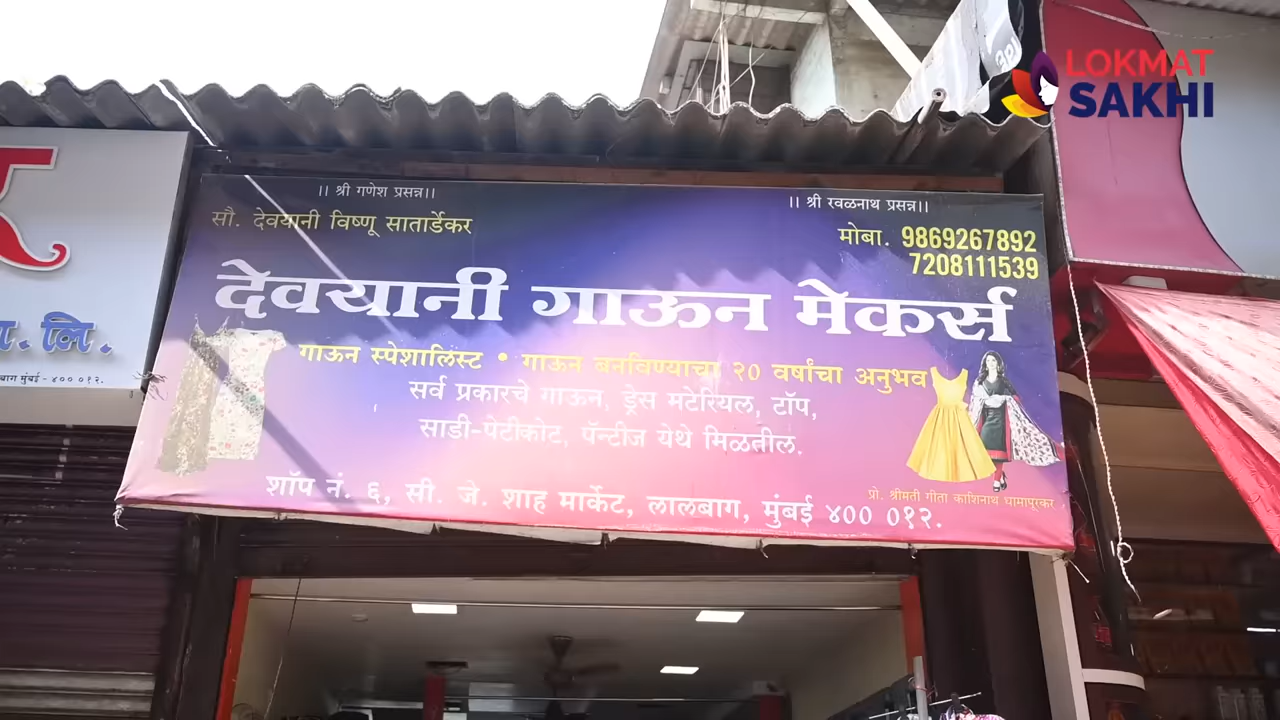 LOKMAT
SAKHI
।। श्री गणेश प्रसन्न।।
।। श्री रवळनाथ प्रसन्न।।
सौ. देवयानी विष्णू सातार्डेकर
मोबा. 9869267892
7208111539
देवयानी गाऊन मेकर्स
गाऊन स्पेशालिस्ट • गाऊन बनविण्याचा २० वर्षांचा अनुभव
सर्व प्रकारचे गाऊन, ड्रेस मटेरियल, टॉप,
साडी-पेटीकोट, पॅन्टीज येथे मिळतील.
शॉप नं. ६, सी. जे. शाह मार्केट, लालबाग, मुंबई ४०० ०१२.
प्रो. श्रीमती गीता काशिनाथ धामापूरकर
लि.
मुंबई - ४०० ०१२.